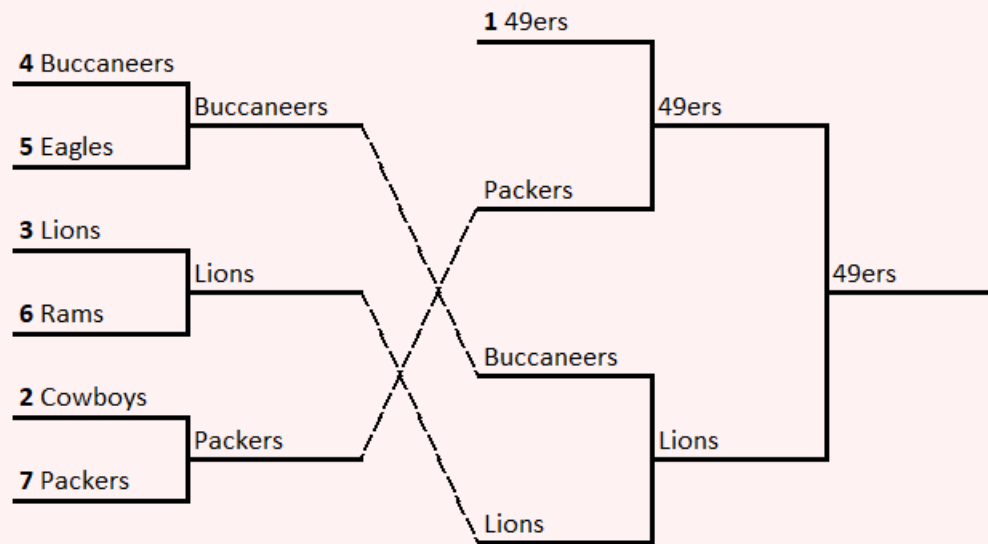 4 Buccaneers
5 Eagles
Buccaneers
3 Lions
6 Rams
Lions
2 Cowboys
7 Packers
Packers
1 49ers
Packers
49ers
Buccaneers
Lions
Lions
49ers